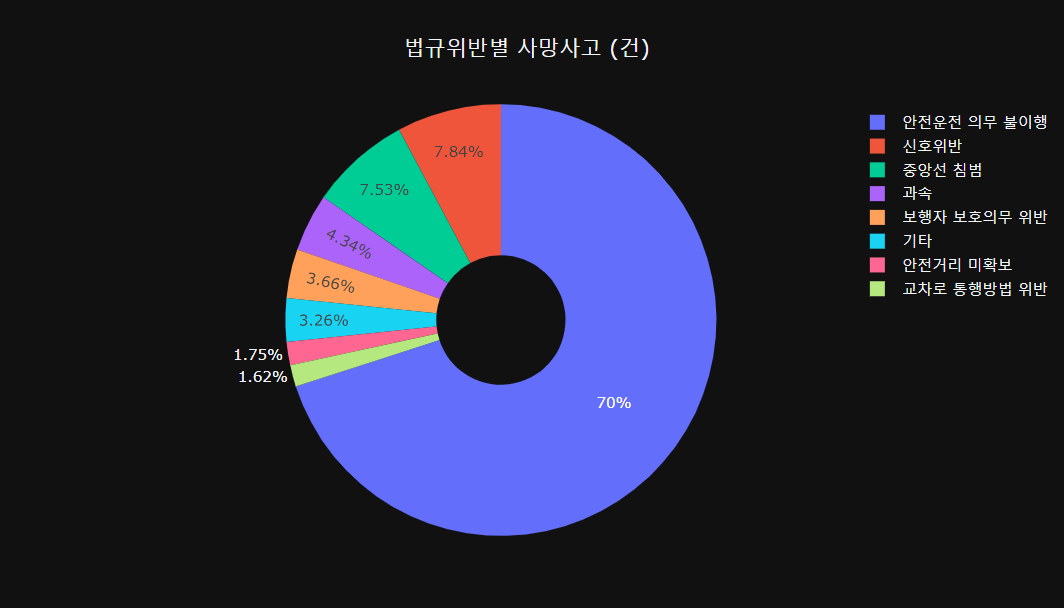 법규위반별 사망사고 (건)
7.84%
7.53%
4.34%
3.66%
3.26%
1.75%
1.62%
70%
안전운전 의무 불이행
신호위반
중앙선 침범
과속
보행자 보호의무 위반
기타
안전거리 미확보
교차로 통행방법 위반